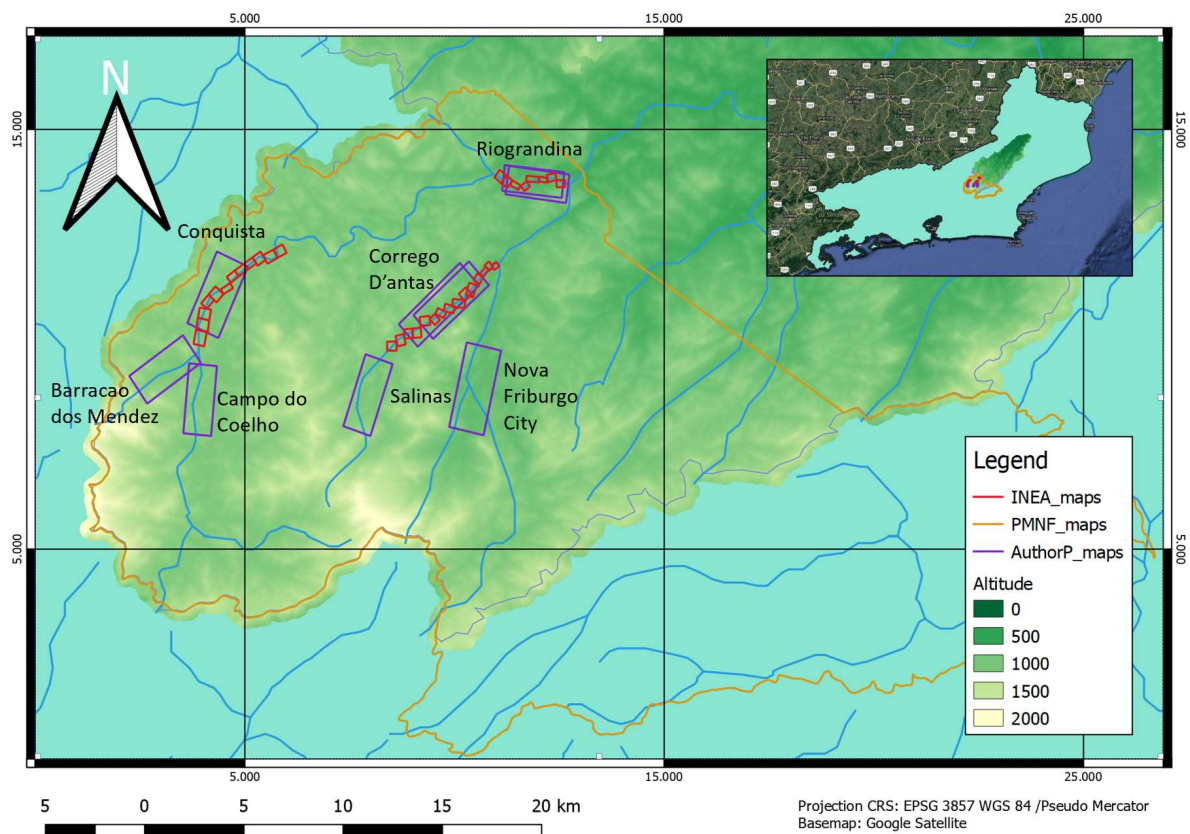 5.000 15.000 25.000
N
15.000 15.000
Riograndina
Conquista
Corrego
D'antas
Barracao
dos Mendez
Campo do
Coelho
Salinas
Nova
Friburgo
City
Legend
INEA_maps
PMNF_maps
AuthorP_maps
Altitude
0
500
1000
1500
2000
5.000 5.000
5.000 15.000 25.000
5 0 5 10 15 20 km
Projection CRS: EPSG 3857 WGS 84 /Pseudo Mercator
Basemap: Google Satellite